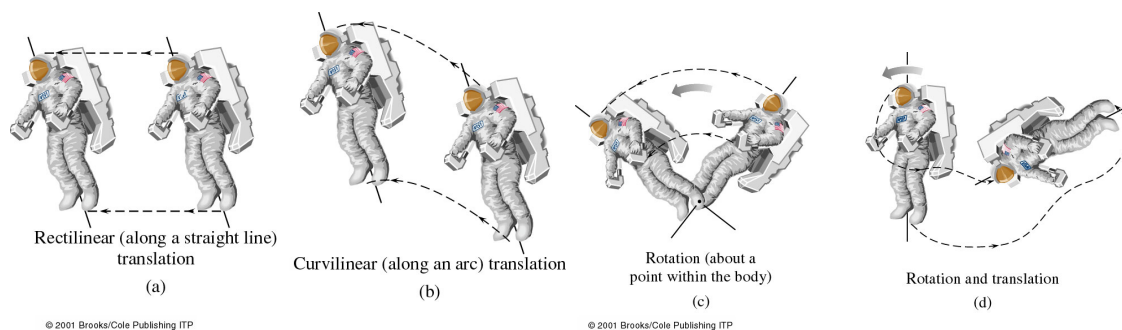 Rectilinear (along a straight line)
translation
(a)
Curvilinear (along an arc) translation
(b)
Rotation (about a
point within the body)
(c)
Rotation and translation
(d)
© 2001 Brooks/Cole Publishing ITP
© 2001 Brooks/Cole Publishing ITP